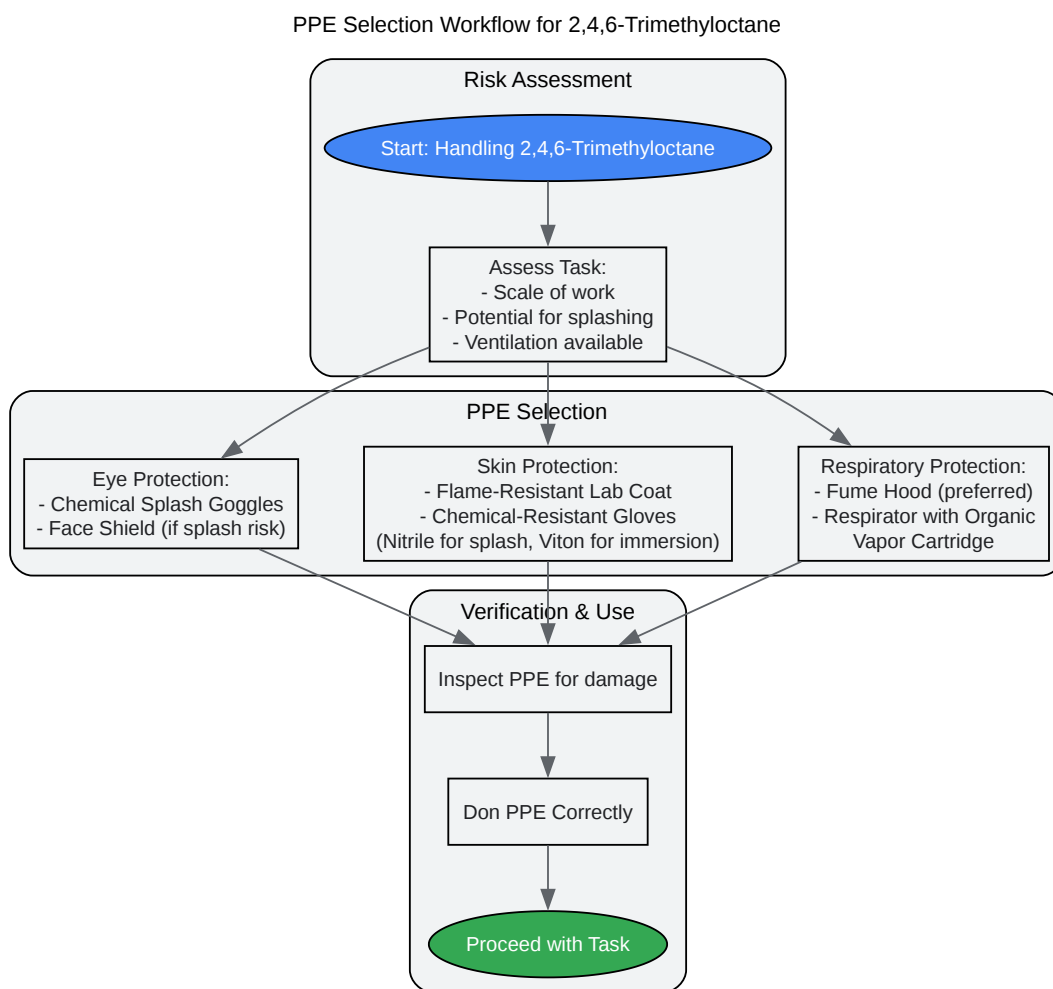 PPE Selection Workflow for 2,4,6-Trimethyloctane
Risk Assessment
Start: Handling 2,4,6-Trimethyloctane
Assess Task:
- Scale of work
- Potential for splashing
- Ventilation available
PPE Selection
Eye Protection:
- Chemical Splash Goggles
- Face Shield (if splash risk)
Skin Protection:
- Flame-Resistant Lab Coat
- Chemical-Resistant Gloves
(Nitrile for splash, Viton for immersion)
Respiratory Protection:
- Fume Hood (preferred)
- Respirator with Organic
Vapor Cartridge
Verification & Use
Inspect PPE for damage
Don PPE Correctly
Proceed with Task